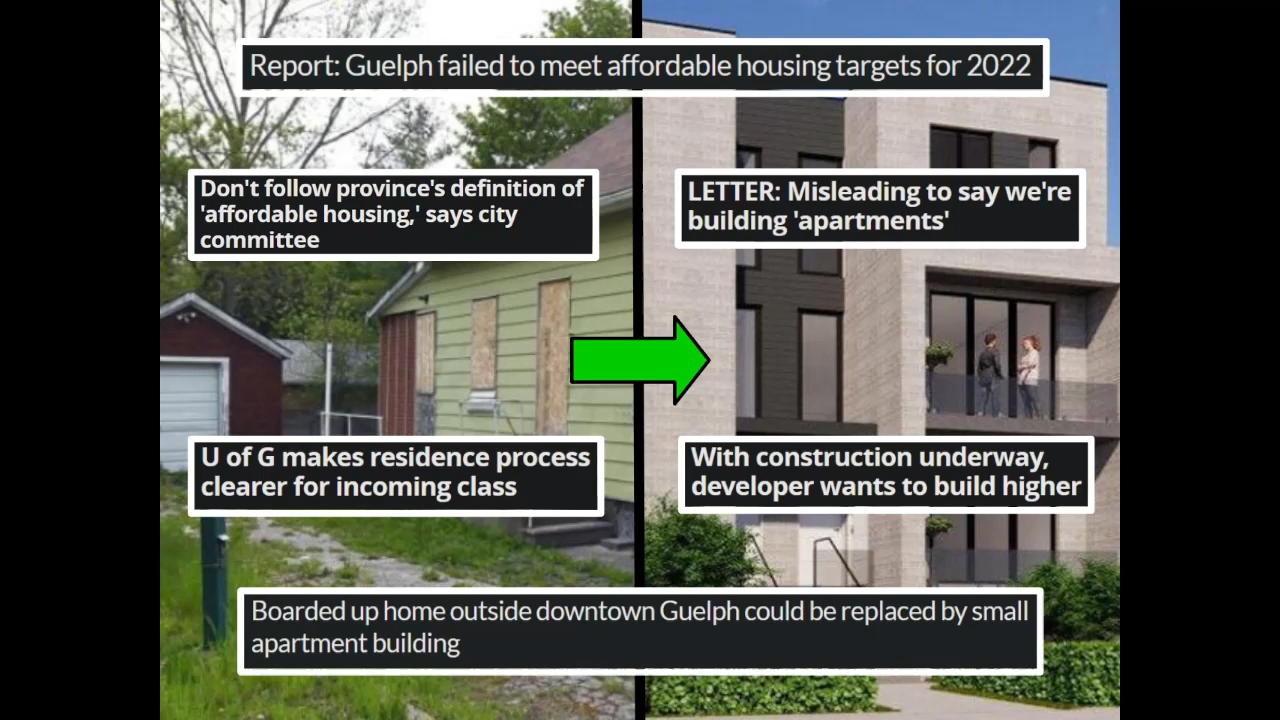 Report: Guelph failed to meet affordable housing targets for 2022
Don't follow province's definition of
'affordable housing,' says city
committee
LETTER: Misleading to say we're
building 'apartments'
U of G makes residence process
clearer for incoming class
With construction underway,
developer wants to build higher
Boarded up home outside downtown Guelph could be replaced by small
apartment building